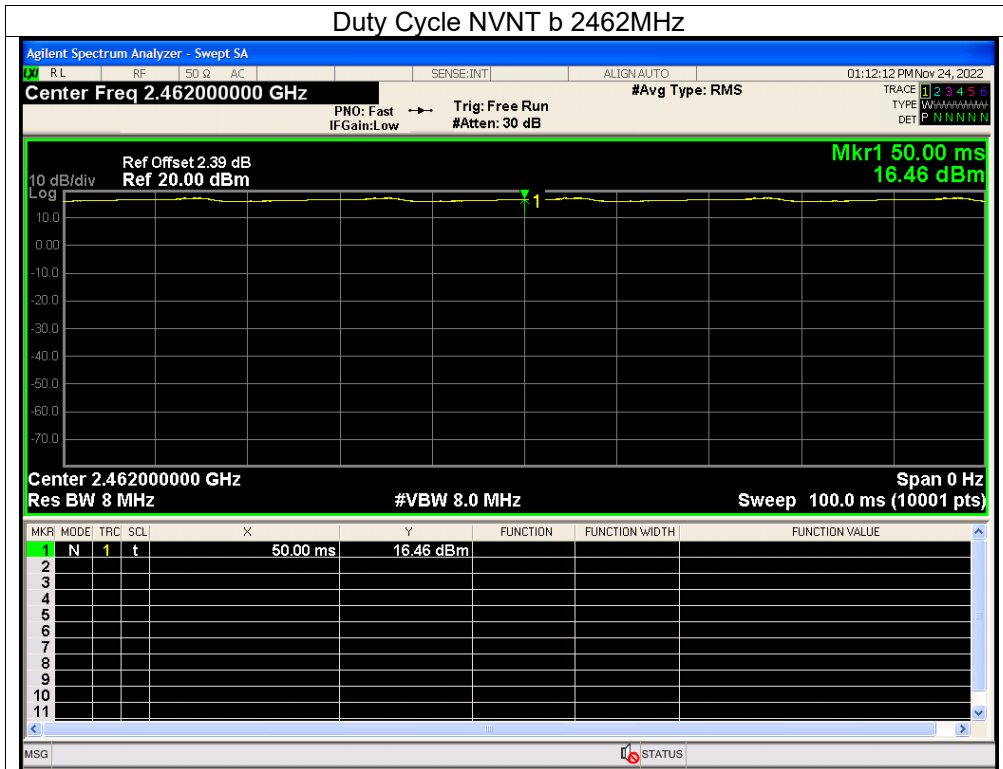 Duty Cycle NVNT b 2462MHz
Agilent Spectrum Analyzer - Swept SA
LXI RL RF 50 Ω AC SENSE:INT ALIGN AUTO 01:12:12 PM Nov 24, 2022
Center Freq 2.462000000 GHz #Avg Type: RMS TRACE 1 2 3 4 5 6
PNO: Fast Trig: Free Run TYPE WWWWWW
IFGain:Low #Atten: 30 dB DET P N N N N N
Mkr1 50.00 ms
Ref Offset 2.39 dB
10 dB/div Ref 20.00 dBm 16.46 dBm
Log
1
10.0
0.00
-10.0
-20.0
-30.0
-40.0
-50.0
-60.0
-70.0
Center 2.462000000 GHz Span 0 Hz
Res BW 8 MHz #VBW 8.0 MHz Sweep 100.0 ms (10001 pts)
MKR MODE TRC SCL X Y FUNCTION FUNCTION WIDTH FUNCTION VALUE
1 N 1 t 50.00 ms 16.46 dBm
2
3
4
5
6
7
8
9
10
11
MSG STATUS